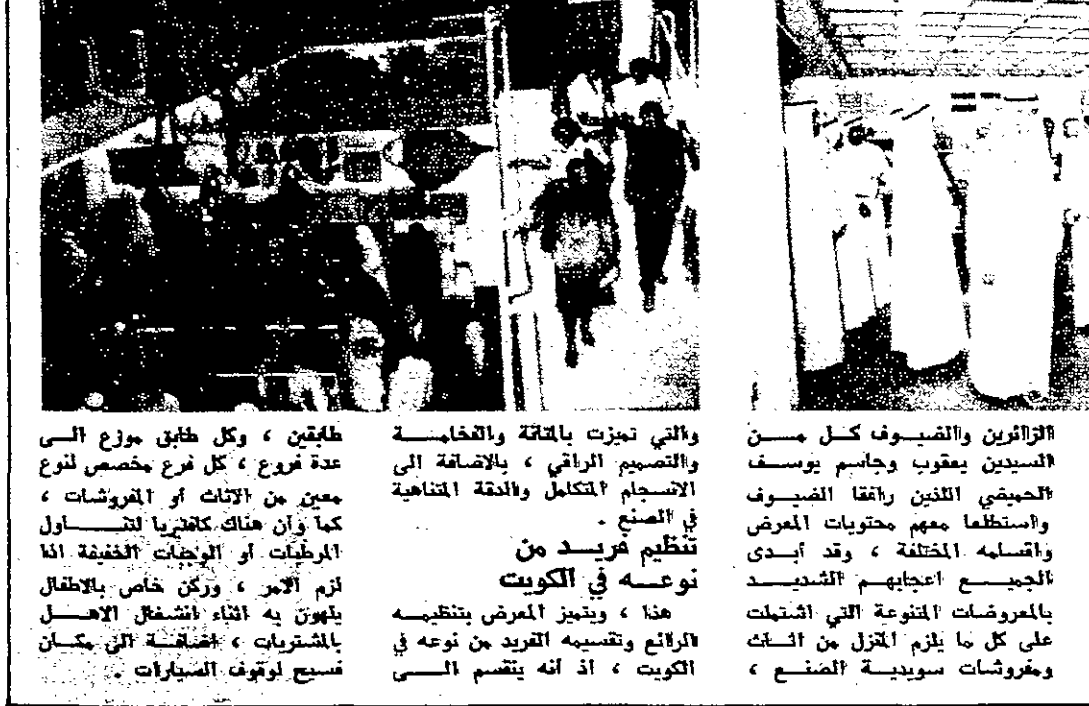 الزائرين والضيوف كل من
السيدين يعقوب وجاسم يوسف
الحميضي اللذين رافقا الضيوف
واستطلعا معهم محتويات المعرض
واقسامه المختلفة ، وقد أبدى
الجميع اعجابهم الشديد
بالمعروضات المتنوعة التي اشتملت
على كل ما يلزم المنزل من اثاث
ومفروشات سويدية الصنع ،
والتي تميزت بالمتانة والفخامة
والتصميم الراقي ، بالاضافة الى
الانسجام المتكامل والدقة المتناهية
في الصنع .
تنظيم فريد من
نوعه في الكويت
هذا ، ويتميز المعرض بتنظيمه
الرائع وتقسيمه الفريد من نوعه في
الكويت ، اذ أنه ينقسم الى
طابقين ، وكل طابق موزع الى
عدة فروع ، كل فرع مخصص لنوع
معين من الاثاث أو المفروشات ،
كما وأن هناك كافتريا لتناول
المرطبات أو الوجبات الخفيفة اذا
لزم الامر ، وركن خاص بالاطفال
يلهون به اثناء انشغال الاهل
بالمشتريات ، اضافة الى مكان
فسيح لوقوف السيارات .